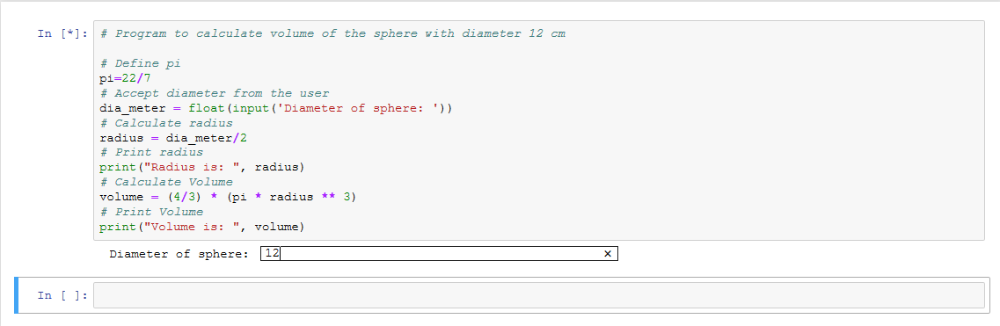 In [*]: # Program to calculate volume of the sphere with diameter 12 cm
# Define pi
pi=22/7
# Accept diameter from the user
dia_meter = float(input('Diameter of sphere: '))
# Calculate radius
radius = dia_meter/2
# Print radius
print("Radius is: ", radius)
# Calculate Volume
volume = (4/3) * (pi * radius ** 3)
# Print Volume
print("Volume is: ", volume)
Diameter of sphere: 12 ×
In [ ]: